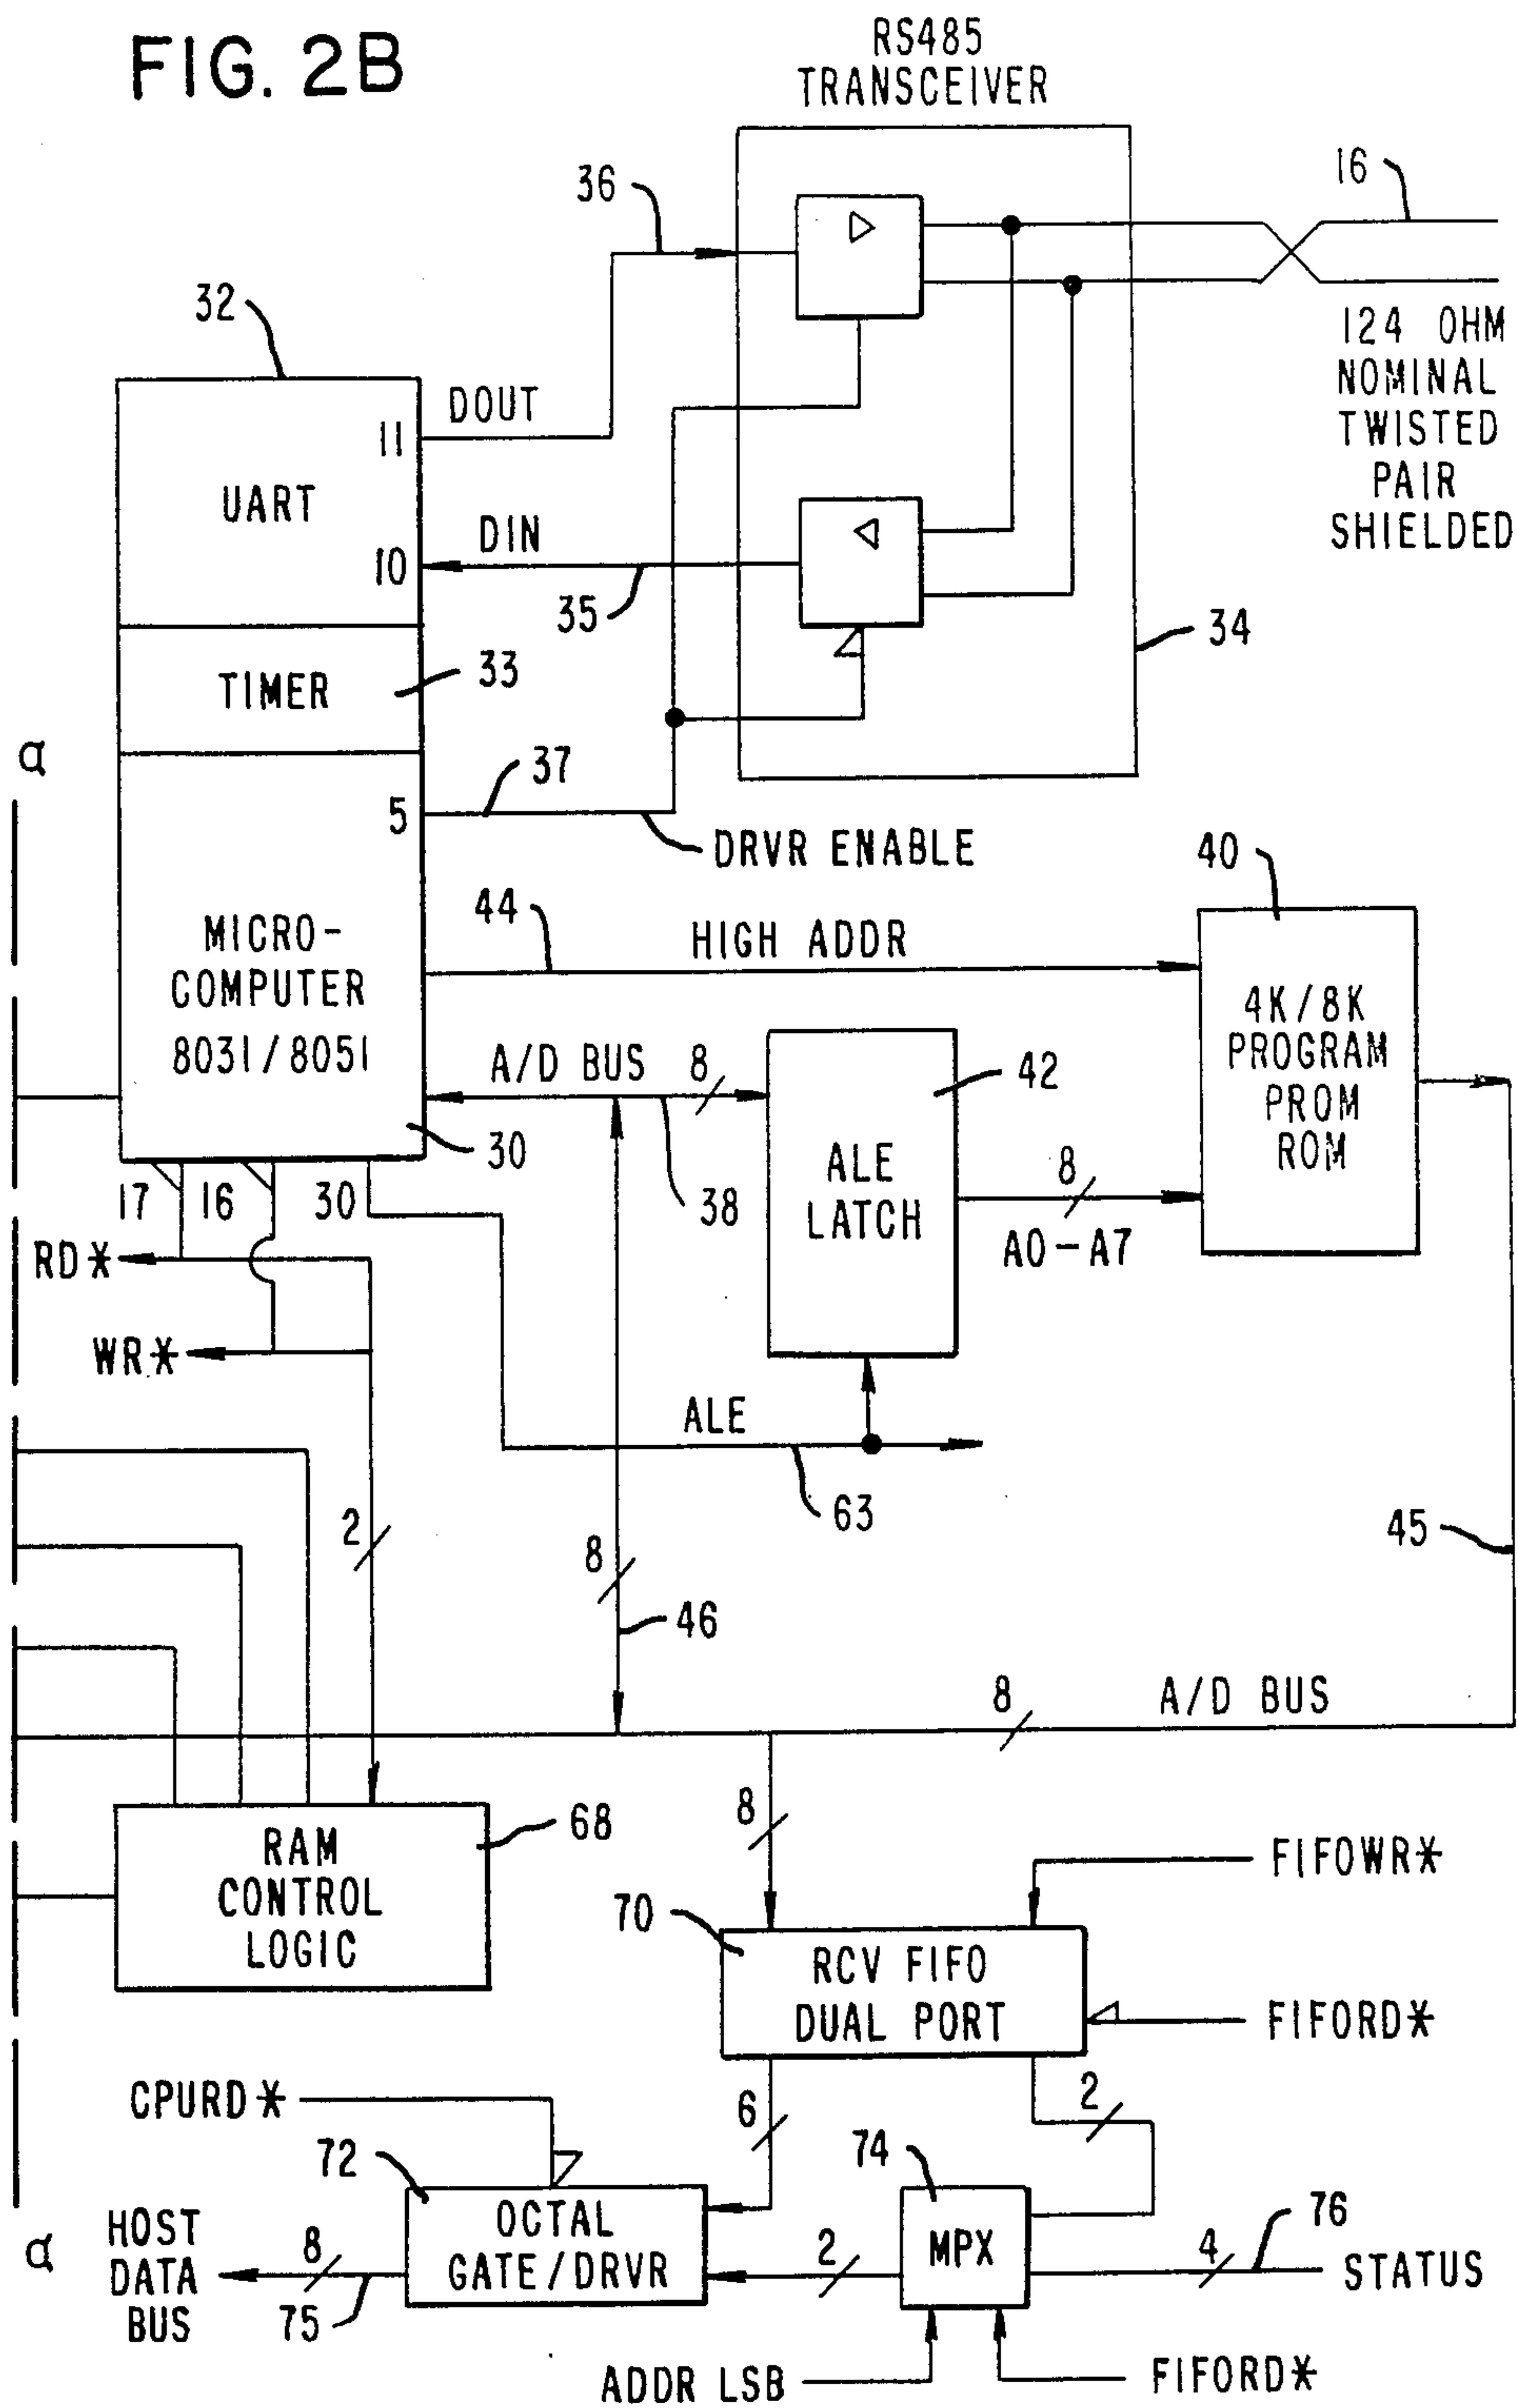 FIG. 2B
RS485
TRANSCEIVER
36
16
32
124 OHM
NOMINAL
TWISTED
PAIR
SHIELDED
DOUT
11
UART
DIN
10
35
34
TIMER
33
α
37
5
DRVR ENABLE
40
44
HIGH ADDR
MICRO-
COMPUTER
8031/8051
4K/8K
PROGRAM
PROM
ROM
A/D BUS
8
42
30
38
ALE
LATCH
8
A0-A7
17
16
30
RD*
WR*
ALE
63
2
8
45
46
8
A/D BUS
8
RAM
CONTROL
LOGIC
68
FIFOWR*
70
RCV FIFO
DUAL PORT
FIFORD*
CPURD*
6
2
72
74
OCTAL
GATE/DRVR
MPX
76
HOST
DATA
BUS
α
8
75
2
4
STATUS
ADDR LSB
FIFORD*